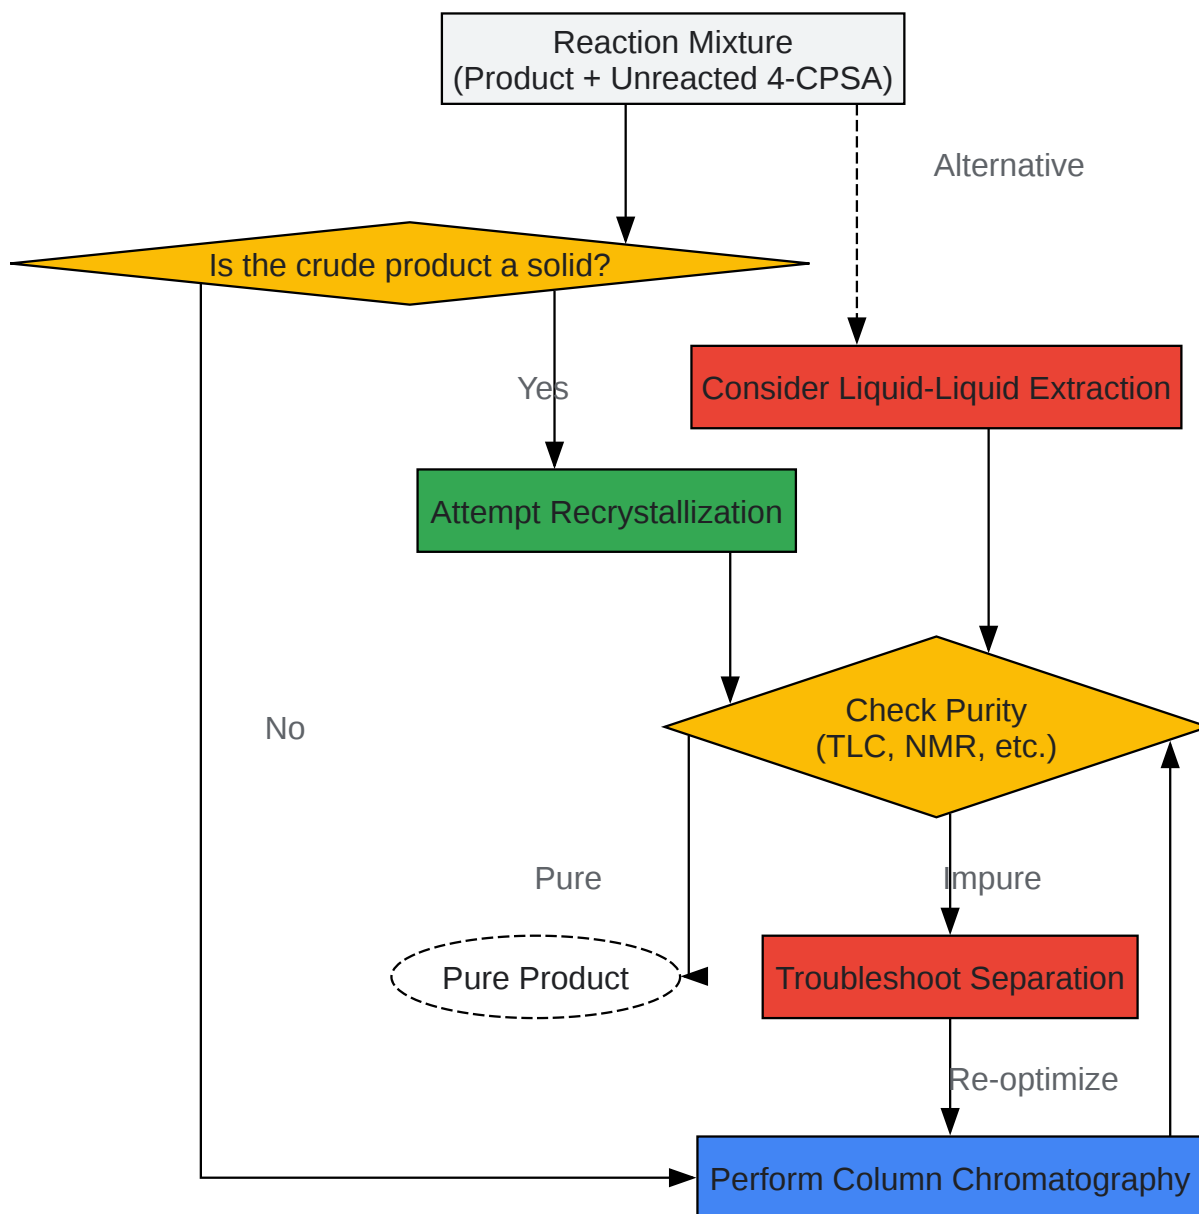 Reaction Mixture
(Product + Unreacted 4-CPSA)
Alternative
Is the crude product a solid?
Yes
Consider Liquid-Liquid Extraction
Attempt Recrystallization
No
Check Purity
(TLC, NMR, etc.)
Pure
Impure
Pure Product
Troubleshoot Separation
Re-optimize
Perform Column Chromatography